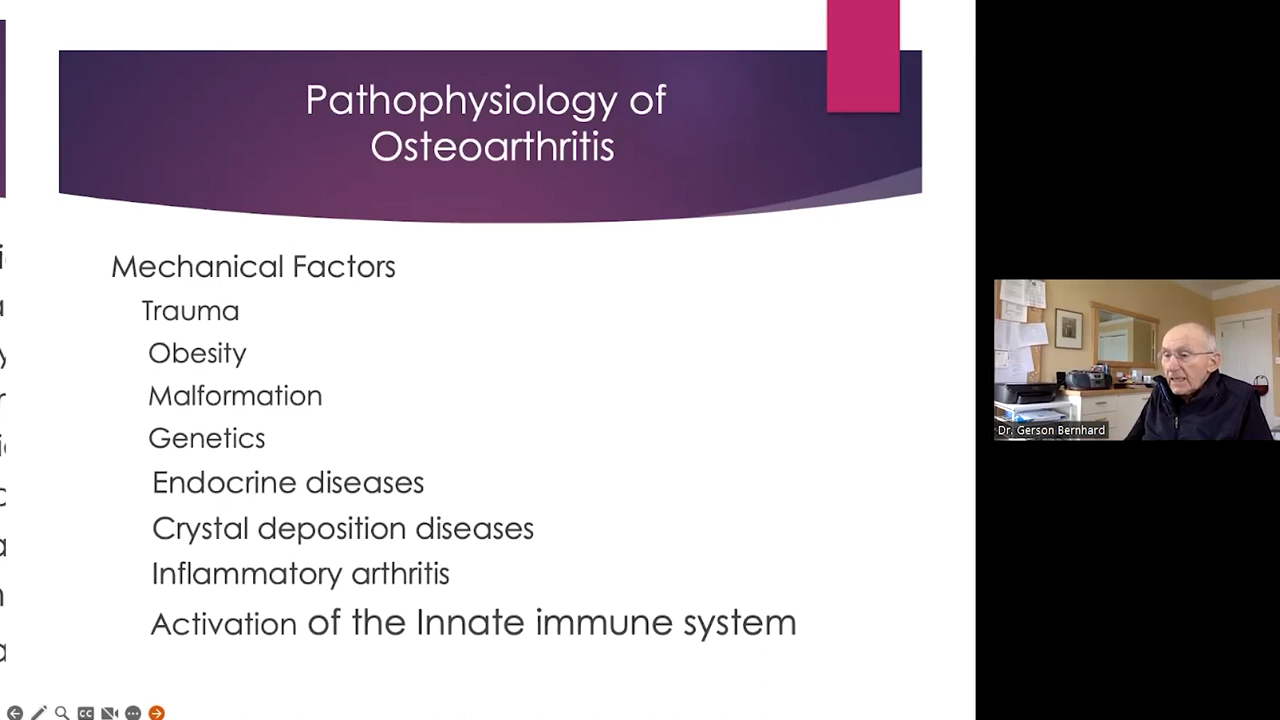 Pathophysiology of
Osteoarthritis
Mechanical Factors
Trauma
Obesity
Malformation
Genetics
Endocrine diseases
Crystal deposition diseases
Inflammatory arthritis
Activation of the Innate immune system
Dr. Gerson Bernhard
CC